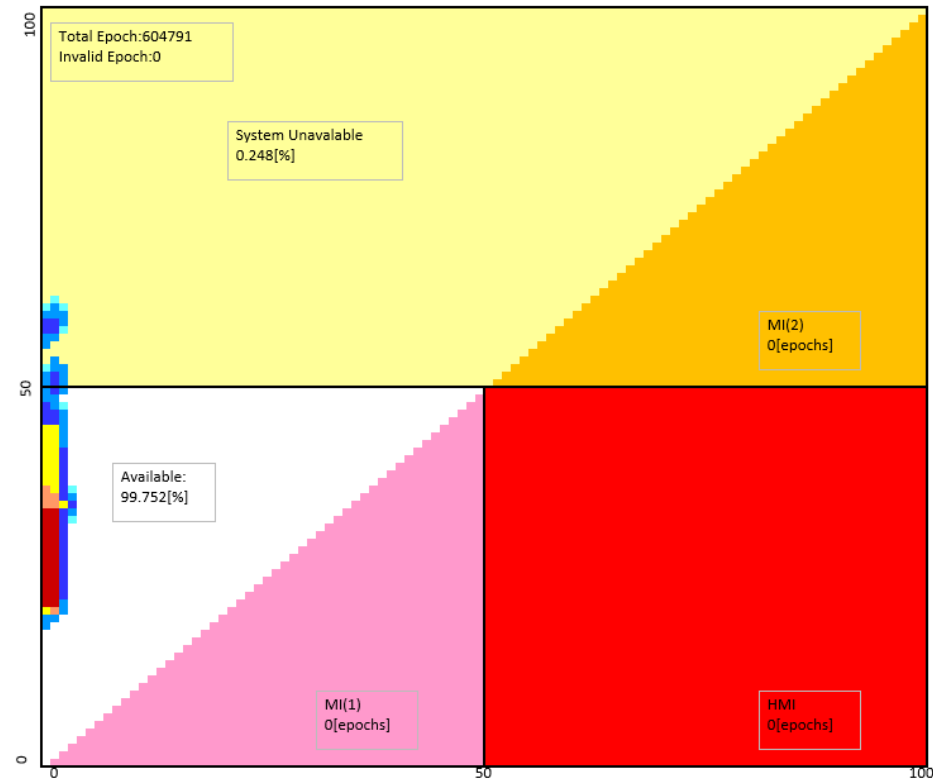 100
Total Epoch:604791
Invalid Epoch:0
System Unavalable
0.248[%]
MI(2)
0[epochs]
50
Available:
99.752[%]
MI(1)
0[epochs]
HMI
0[epochs]
0
0
50
100